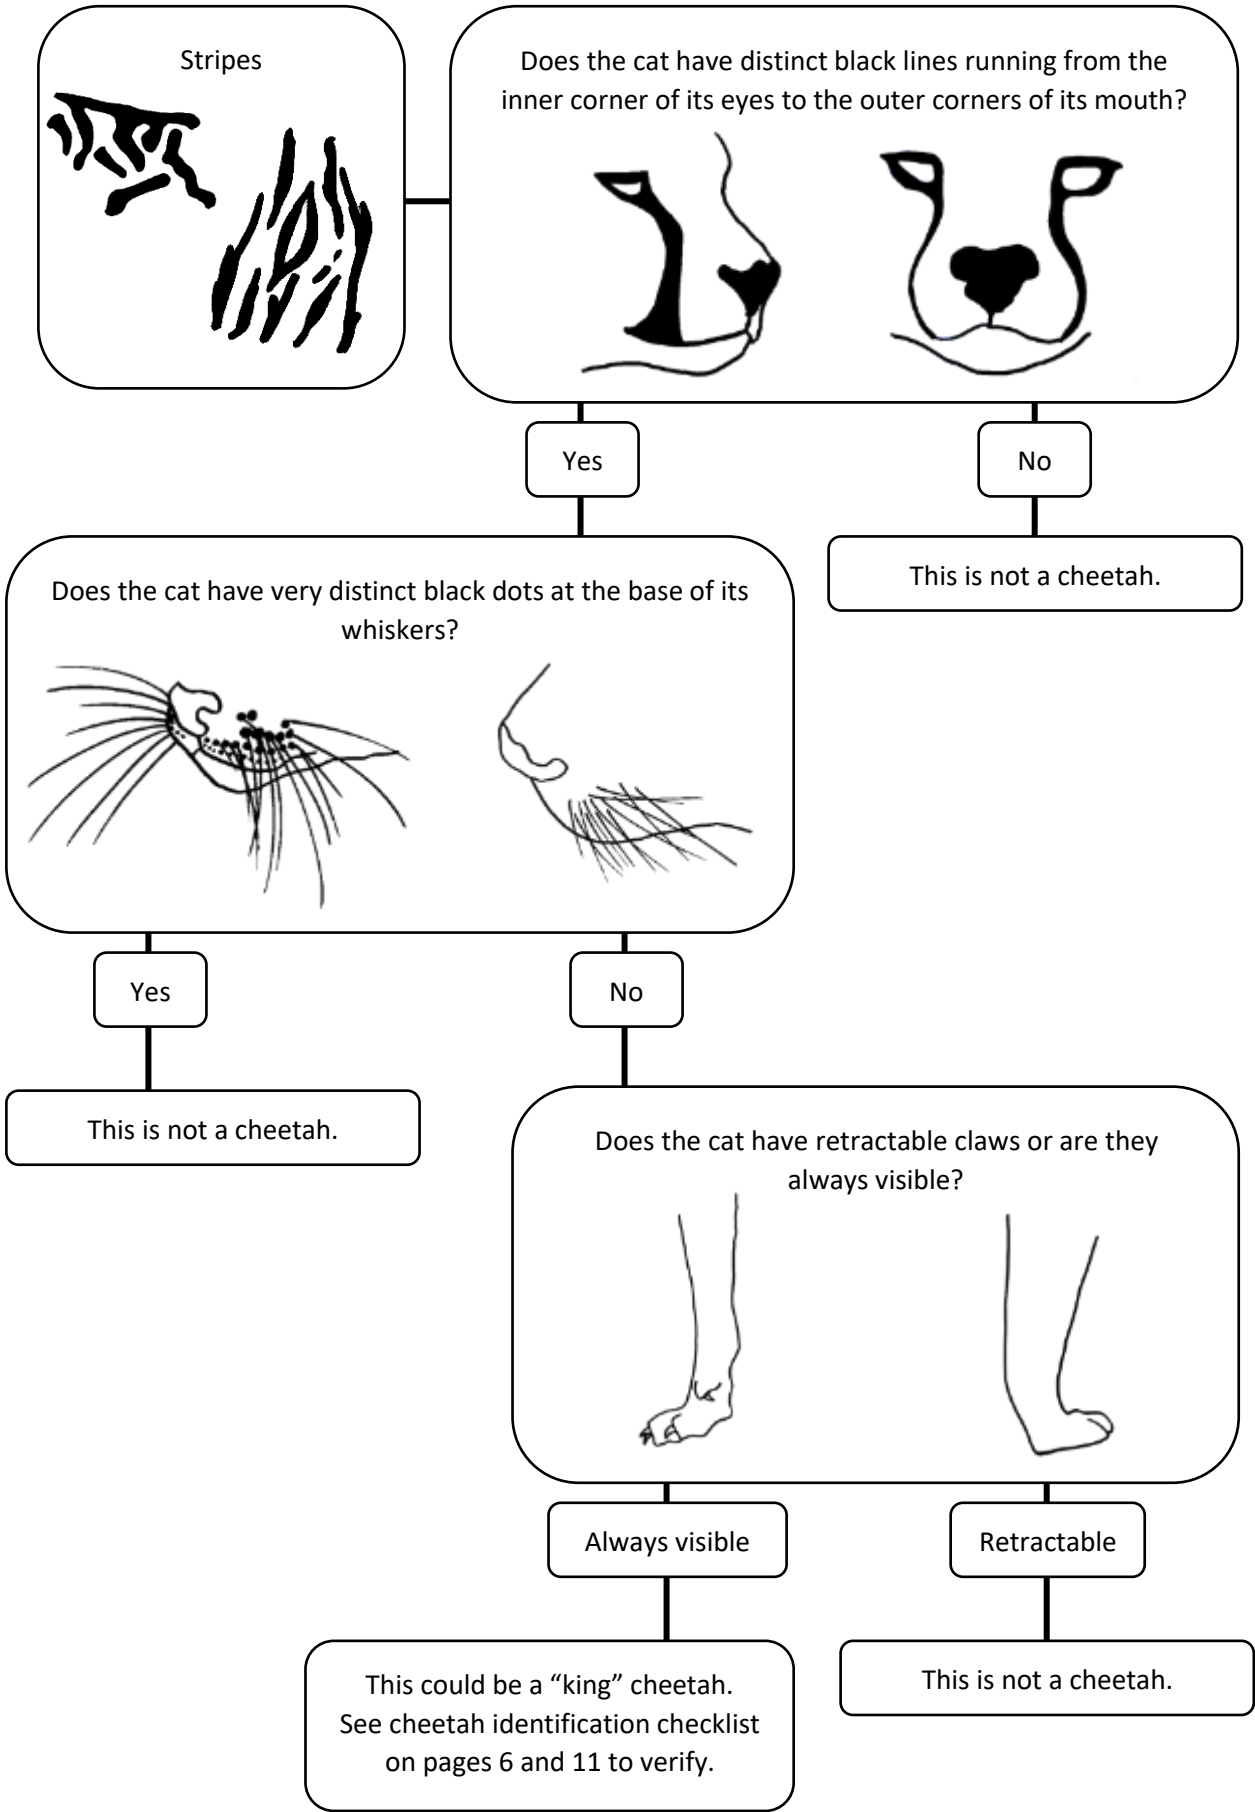 Stripes
Does the cat have distinct black lines running from the
inner corner of its eyes to the outer corners of its mouth?
Yes
No
This is not a cheetah.
Does the cat have very distinct black dots at the base of its
whiskers?
Yes
No
This is not a cheetah.
Does the cat have retractable claws or are they
always visible?
Always visible
Retractable
This could be a “king” cheetah.
See cheetah identification checklist
on pages 6 and 11 to verify.
This is not a cheetah.